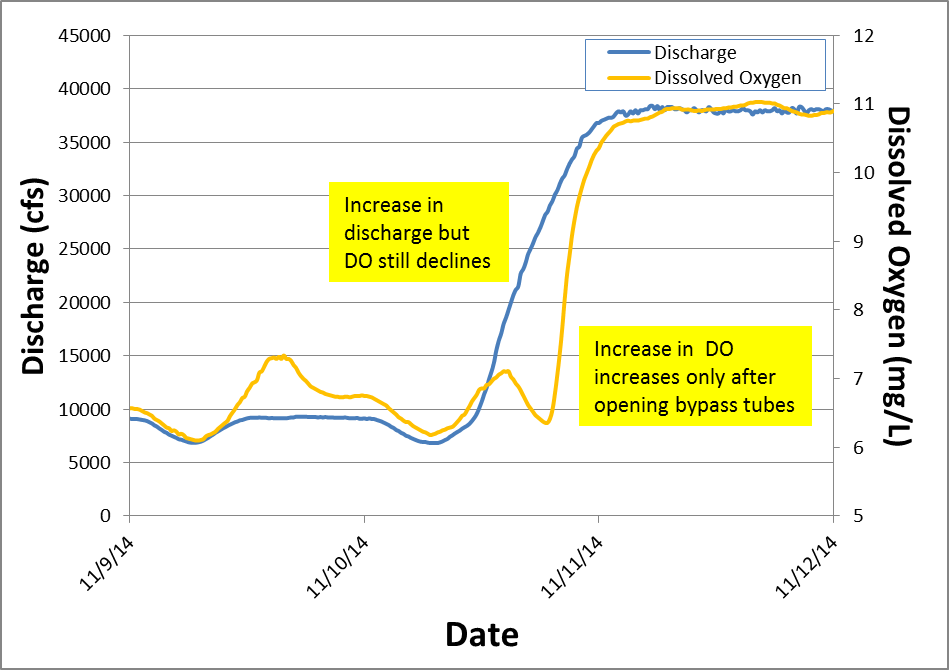 45000
40000
35000
30000
25000
20000
15000
10000
5000
0
Discharge (cfs)
12
11
10
9
8
7
6
5
Dissolved Oxygen (mg/L)
Discharge
Dissolved Oxygen
Increase in
discharge but
DO still declines
Increase in  DO
increases only after
opening bypass tubes
11/9/14
11/10/14
11/11/14
11/12/14
Date